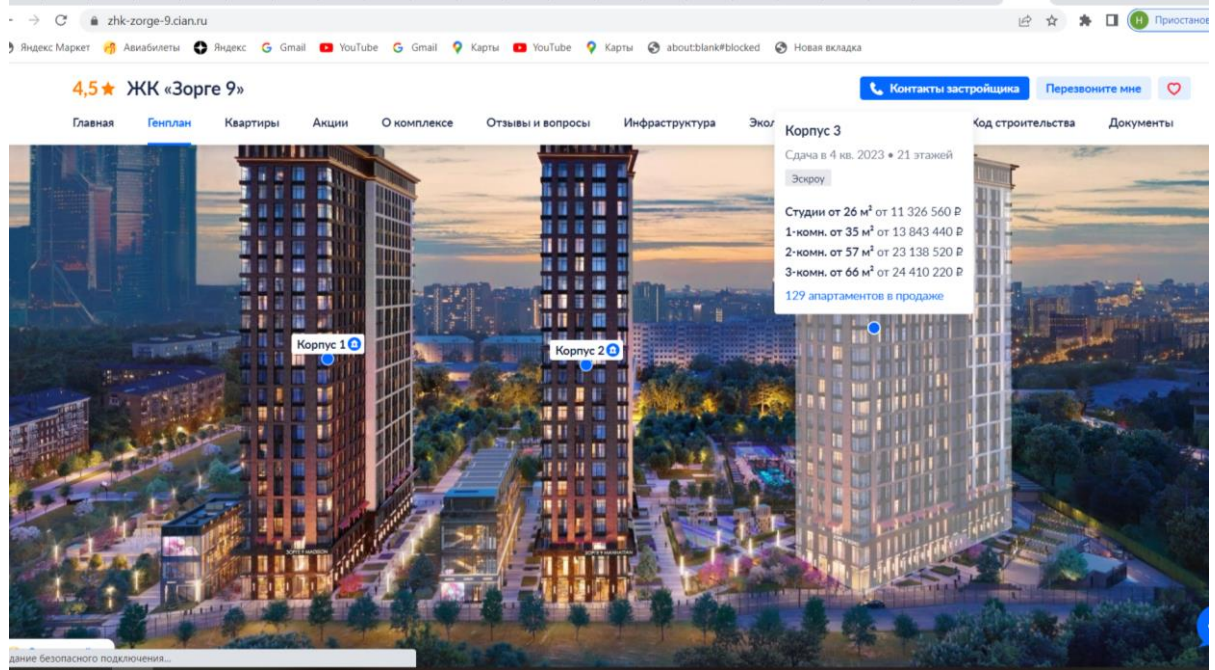 zhk-zorge-9.cian.ru
Н Приостанов
Яндекс Маркет Авиабилеты Яндекс Gmail YouTube Gmail Карты YouTube Карты about:blank#blocked Новая вкладка
4,5 ЖК «Зорге 9» Контакты застройщика Перезвоните мне
Главная Генплан Квартиры Акции О комплексе Отзывы и вопросы Инфраструктура Экол Ход строительства Документы
Корпус 3
Сдача в 4 кв. 2023 • 21 этажей
Эскроу
Студии от 26 м² от 11 326 560 ₽
1-комн. от 35 м² от 13 843 440 ₽
2-комн. от 57 м² от 23 138 520 ₽
3-комн. от 66 м² от 24 410 220 ₽
129 апартаментов в продаже
Корпус 1
Корпус 2
дание безопасного подключения...